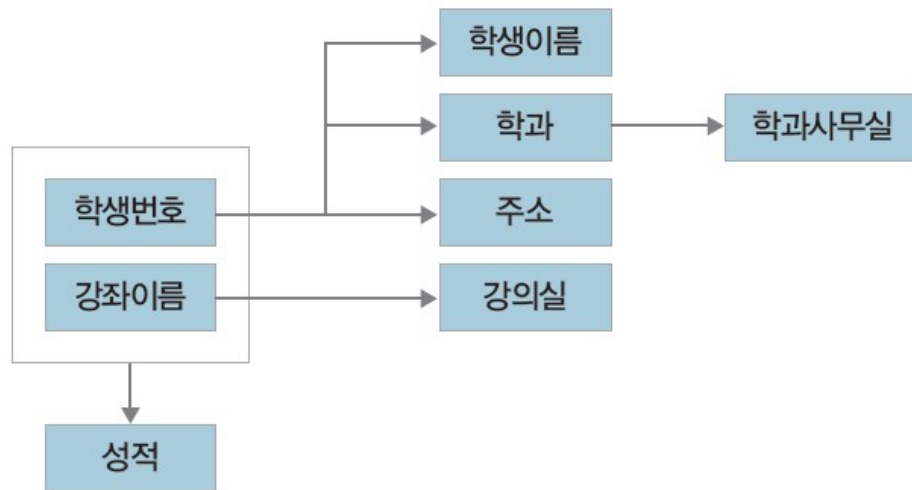 학생이름
학과
학과사무실
학생번호
주소
강좌이름
강의실
성적